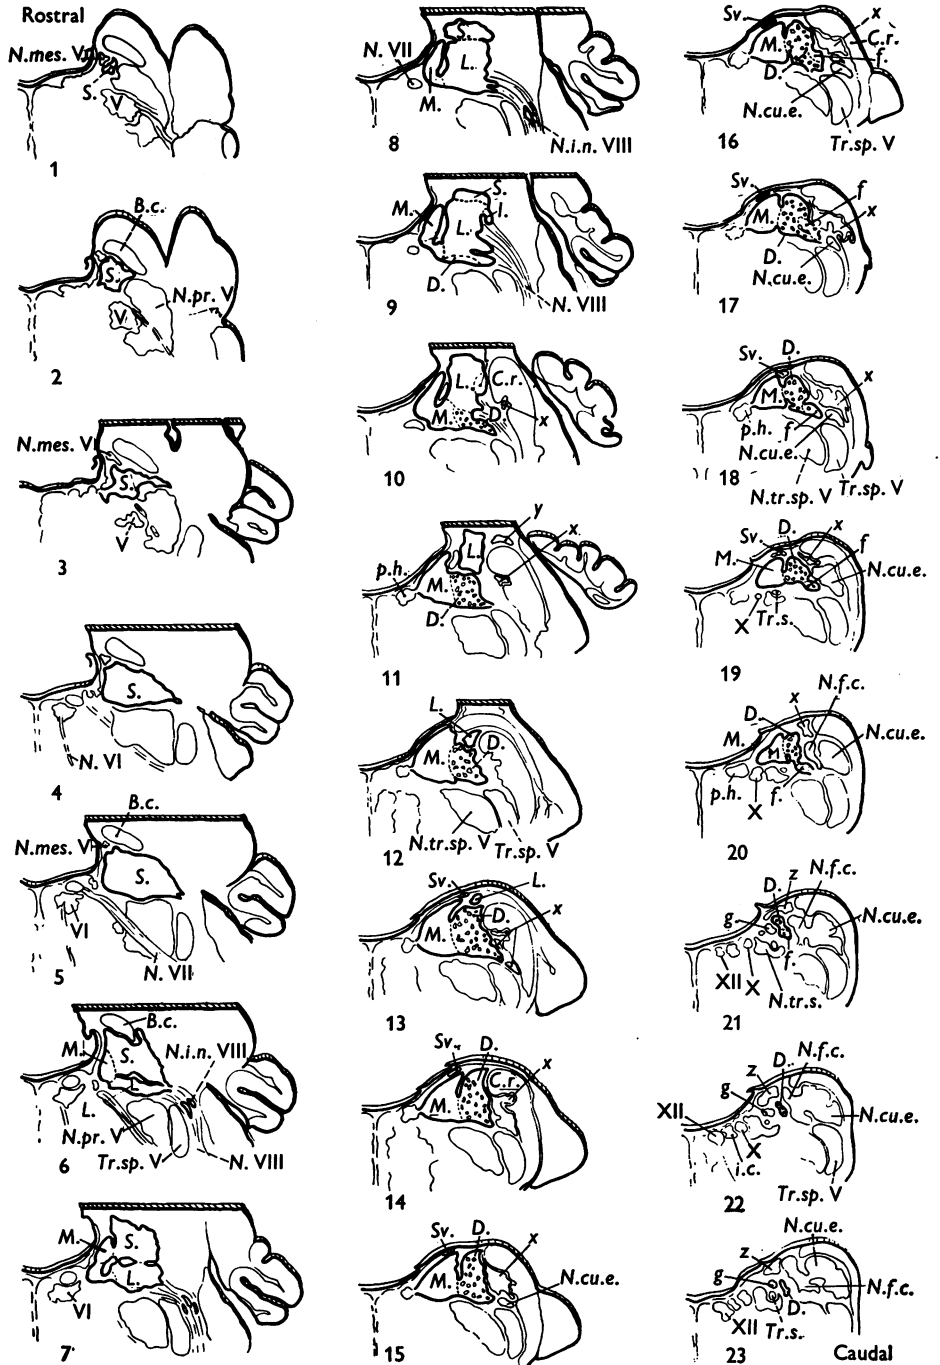 Rostral
N.mes. V
S.
V
1
B.c.
S.
N.pr. V
V
2
N.mes. V
S.
V
3
S.
N. VI
4
B.c.
N.mes. V
S.
VI
N. VII
5
B.c.
M.
S.
N.i.n. VIII
L.
L.
N.pr. V
Tr.sp. V
N. VIII
6
M.
S.
L.
VI
7
N. VII
L.
M.
N.i.n. VIII
8
M.
S.
L.
I.
D.
N. VIII
9
L.
C.r.
M.
D.
x
10
y
x
L.
p.h.
M.
D.
11
L.
D.
M.
N.tr.sp. V
Tr.sp. V
12
Sv.
L.
D.
x
M.
13
Sv.
D.
C.r.
x
M.
14
Sv.
D.
x
M.
N.cu.e.
15
Sv.
x
C.r.
M.
f.
D.
N.cu.e.
Tr.sp. V
16
Sv.
f
M.
x
D.
N.cu.e.
17
D.
Sv.
x
M.
p.h.
f
N.cu.e.
N.tr.sp. V
Tr.sp. V
18
D.
x
Sv.
f
M.
N.cu.e.
X
Tr.s.
19
N.f.c.
x
D.
M.
N.cu.e.
M
p.h.
X
f.
20
z
N.f.c.
D.
g
N.cu.e.
f.
XII
X
N.tr.s.
21
D.
N.f.c.
z
g
XII
N.cu.e.
X
i.c.
Tr.sp. V
22
N.cu.e.
z
g
N.f.c.
D.
XII
Tr.s.
23
Caudal